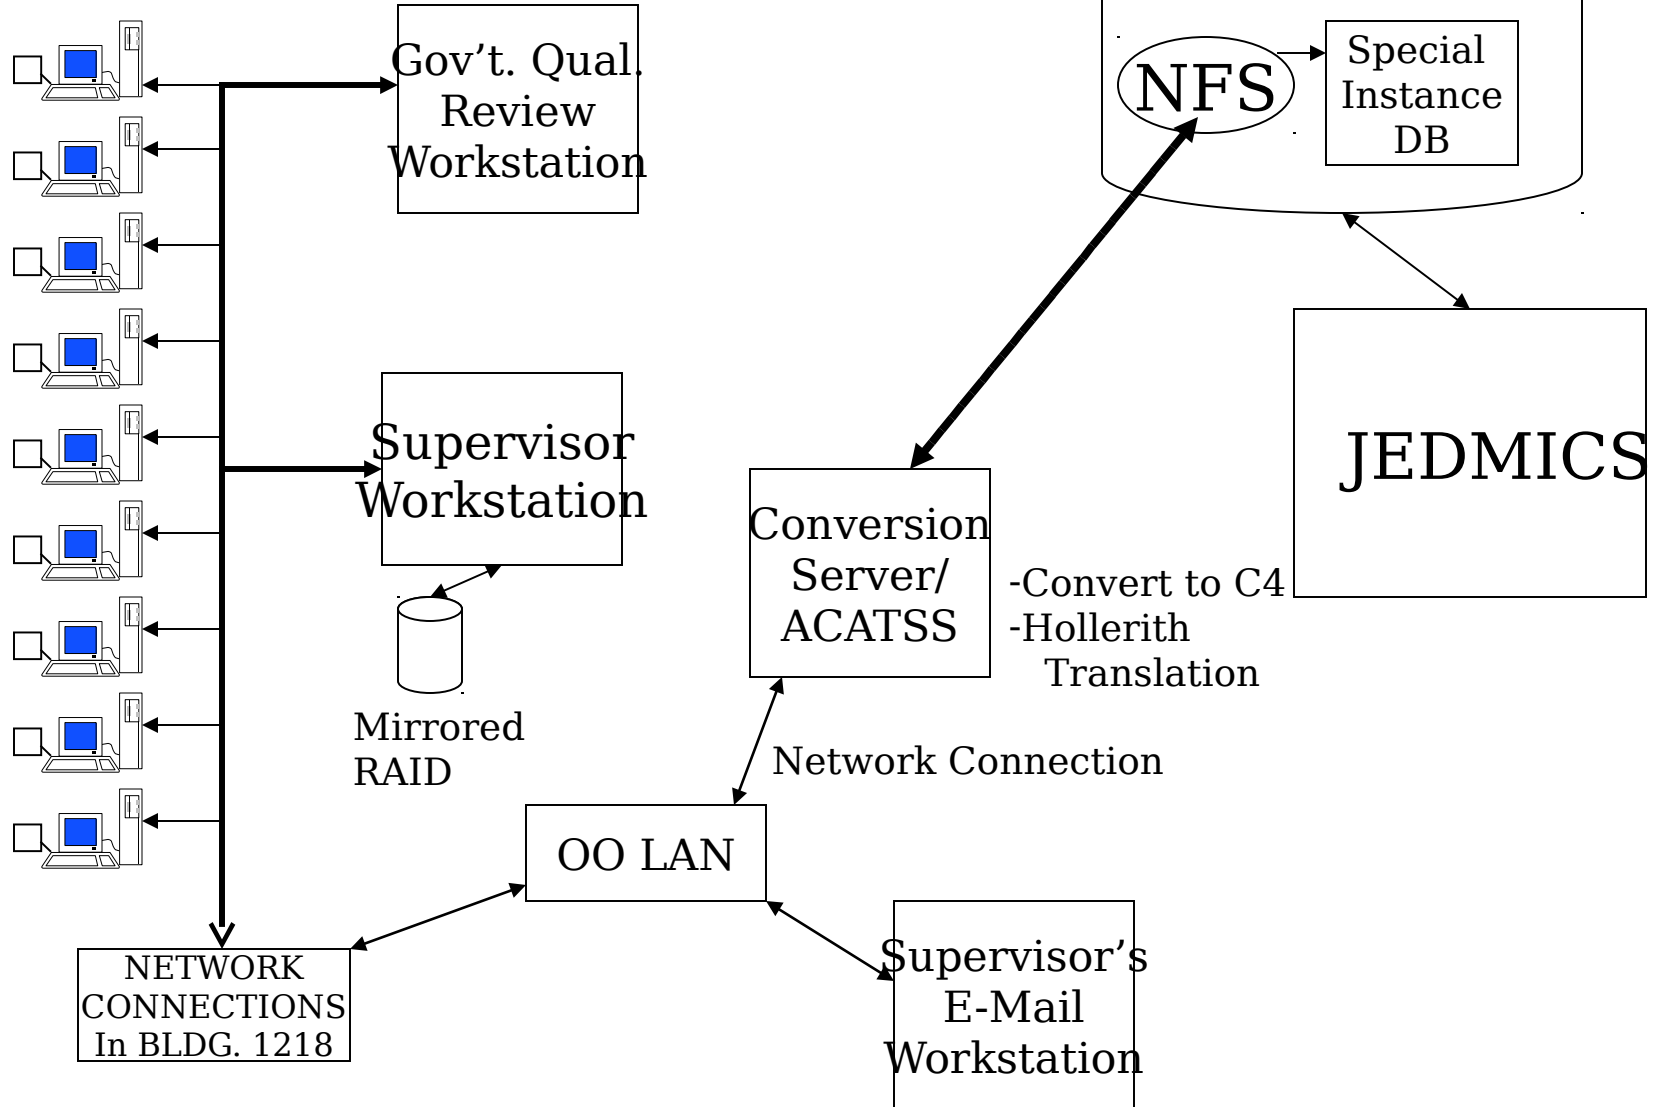 Gov’t. Qual.
Review
Workstation
NFS
Special
Instance
DB
Supervisor
Workstation
JEDMICS
Conversion
Server/
ACATSS
-Convert to C4
-Hollerith
Translation
Mirrored
RAID
Network Connection
OO LAN
NETWORK
CONNECTIONS
In BLDG. 1218
Supervisor’s
E-Mail
Workstation